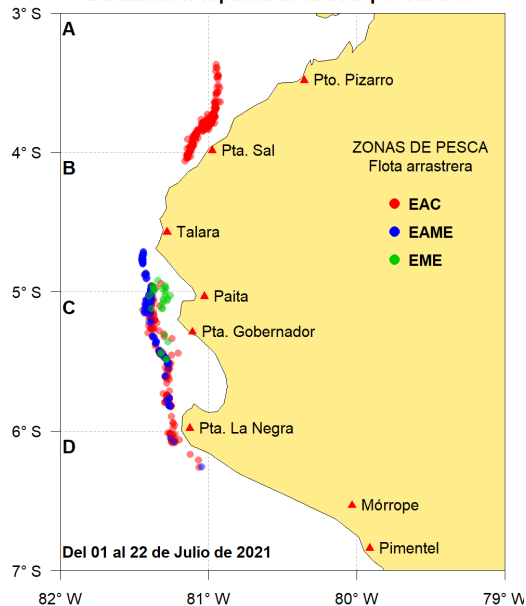 3° S
A
Pto. Pizarro
ZONAS DE PESCA
Flota arrastrera
EAC
EAME
EME
4° S
B
Pta. Sal
Talara
5° S
C
Paita
Pta. Gobernador
6° S
D
Pta. La Negra
Mórrope
Pimentel
Del 01 al 22 de Julio de 2021
7° S
82° W
81° W
80° W
79° W